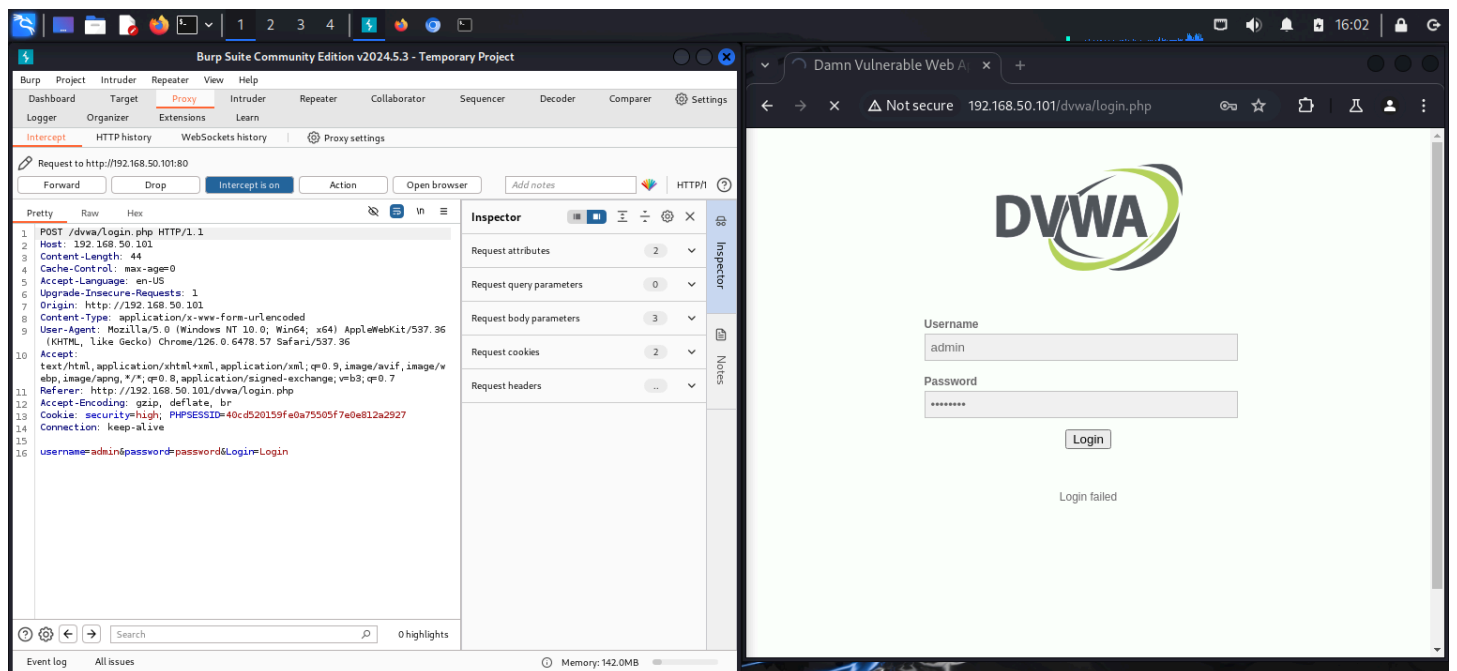 1 2 3 4 16:02
Burp Suite Community Edition v2024.5.3 - Temporary Project
Burp Project Intruder Repeater View Help
Dashboard Target Proxy Intruder Repeater Collaborator Sequencer Decoder Comparer Settings
Logger Organizer Extensions Learn
Intercept HTTP history WebSockets history Proxy settings
Request to http://192.168.50.101:80
Forward Drop Intercept is on Action Open browser Add notes HTTP/1
Pretty Raw Hex \n
1 POST /dvwa/login.php HTTP/1.1
2 Host: 192.168.50.101
3 Content-Length: 44
4 Cache-Control: max-age=0
5 Accept-Language: en-US
6 Upgrade-Insecure-Requests: 1
7 Origin: http://192.168.50.101
8 Content-Type: application/x-www-form-urlencoded
9 User-Agent: Mozilla/5.0 (Windows NT 10.0; Win64; x64) AppleWebKit/537.36
(KHTML, like Gecko) Chrome/126.0.6478.57 Safari/537.36
10 Accept:
text/html,application/xhtml+xml,application/xml;q=0.9,image/avif,image/w
ebp,image/apng,*/*;q=0.8,application/signed-exchange;v=b3;q=0.7
11 Referer: http://192.168.50.101/dvwa/login.php
12 Accept-Encoding: gzip, deflate, br
13 Cookie: security=high; PHPSESSID=40cd520159fe0a75505f7e0e812a2927
14 Connection: keep-alive
15
16 username=admin&password=password&Login=Login
Search 0 highlights
Inspector
Request attributes 2
Request query parameters 0
Request body parameters 3
Request cookies 2
Request headers ..
Inspector
Notes
Event log All issues Memory: 142.0MB
Damn Vulnerable Web A
Not secure 192.168.50.101/dvwa/login.php
DVWA
Username
admin
Password
••••••••
Login
Login failed